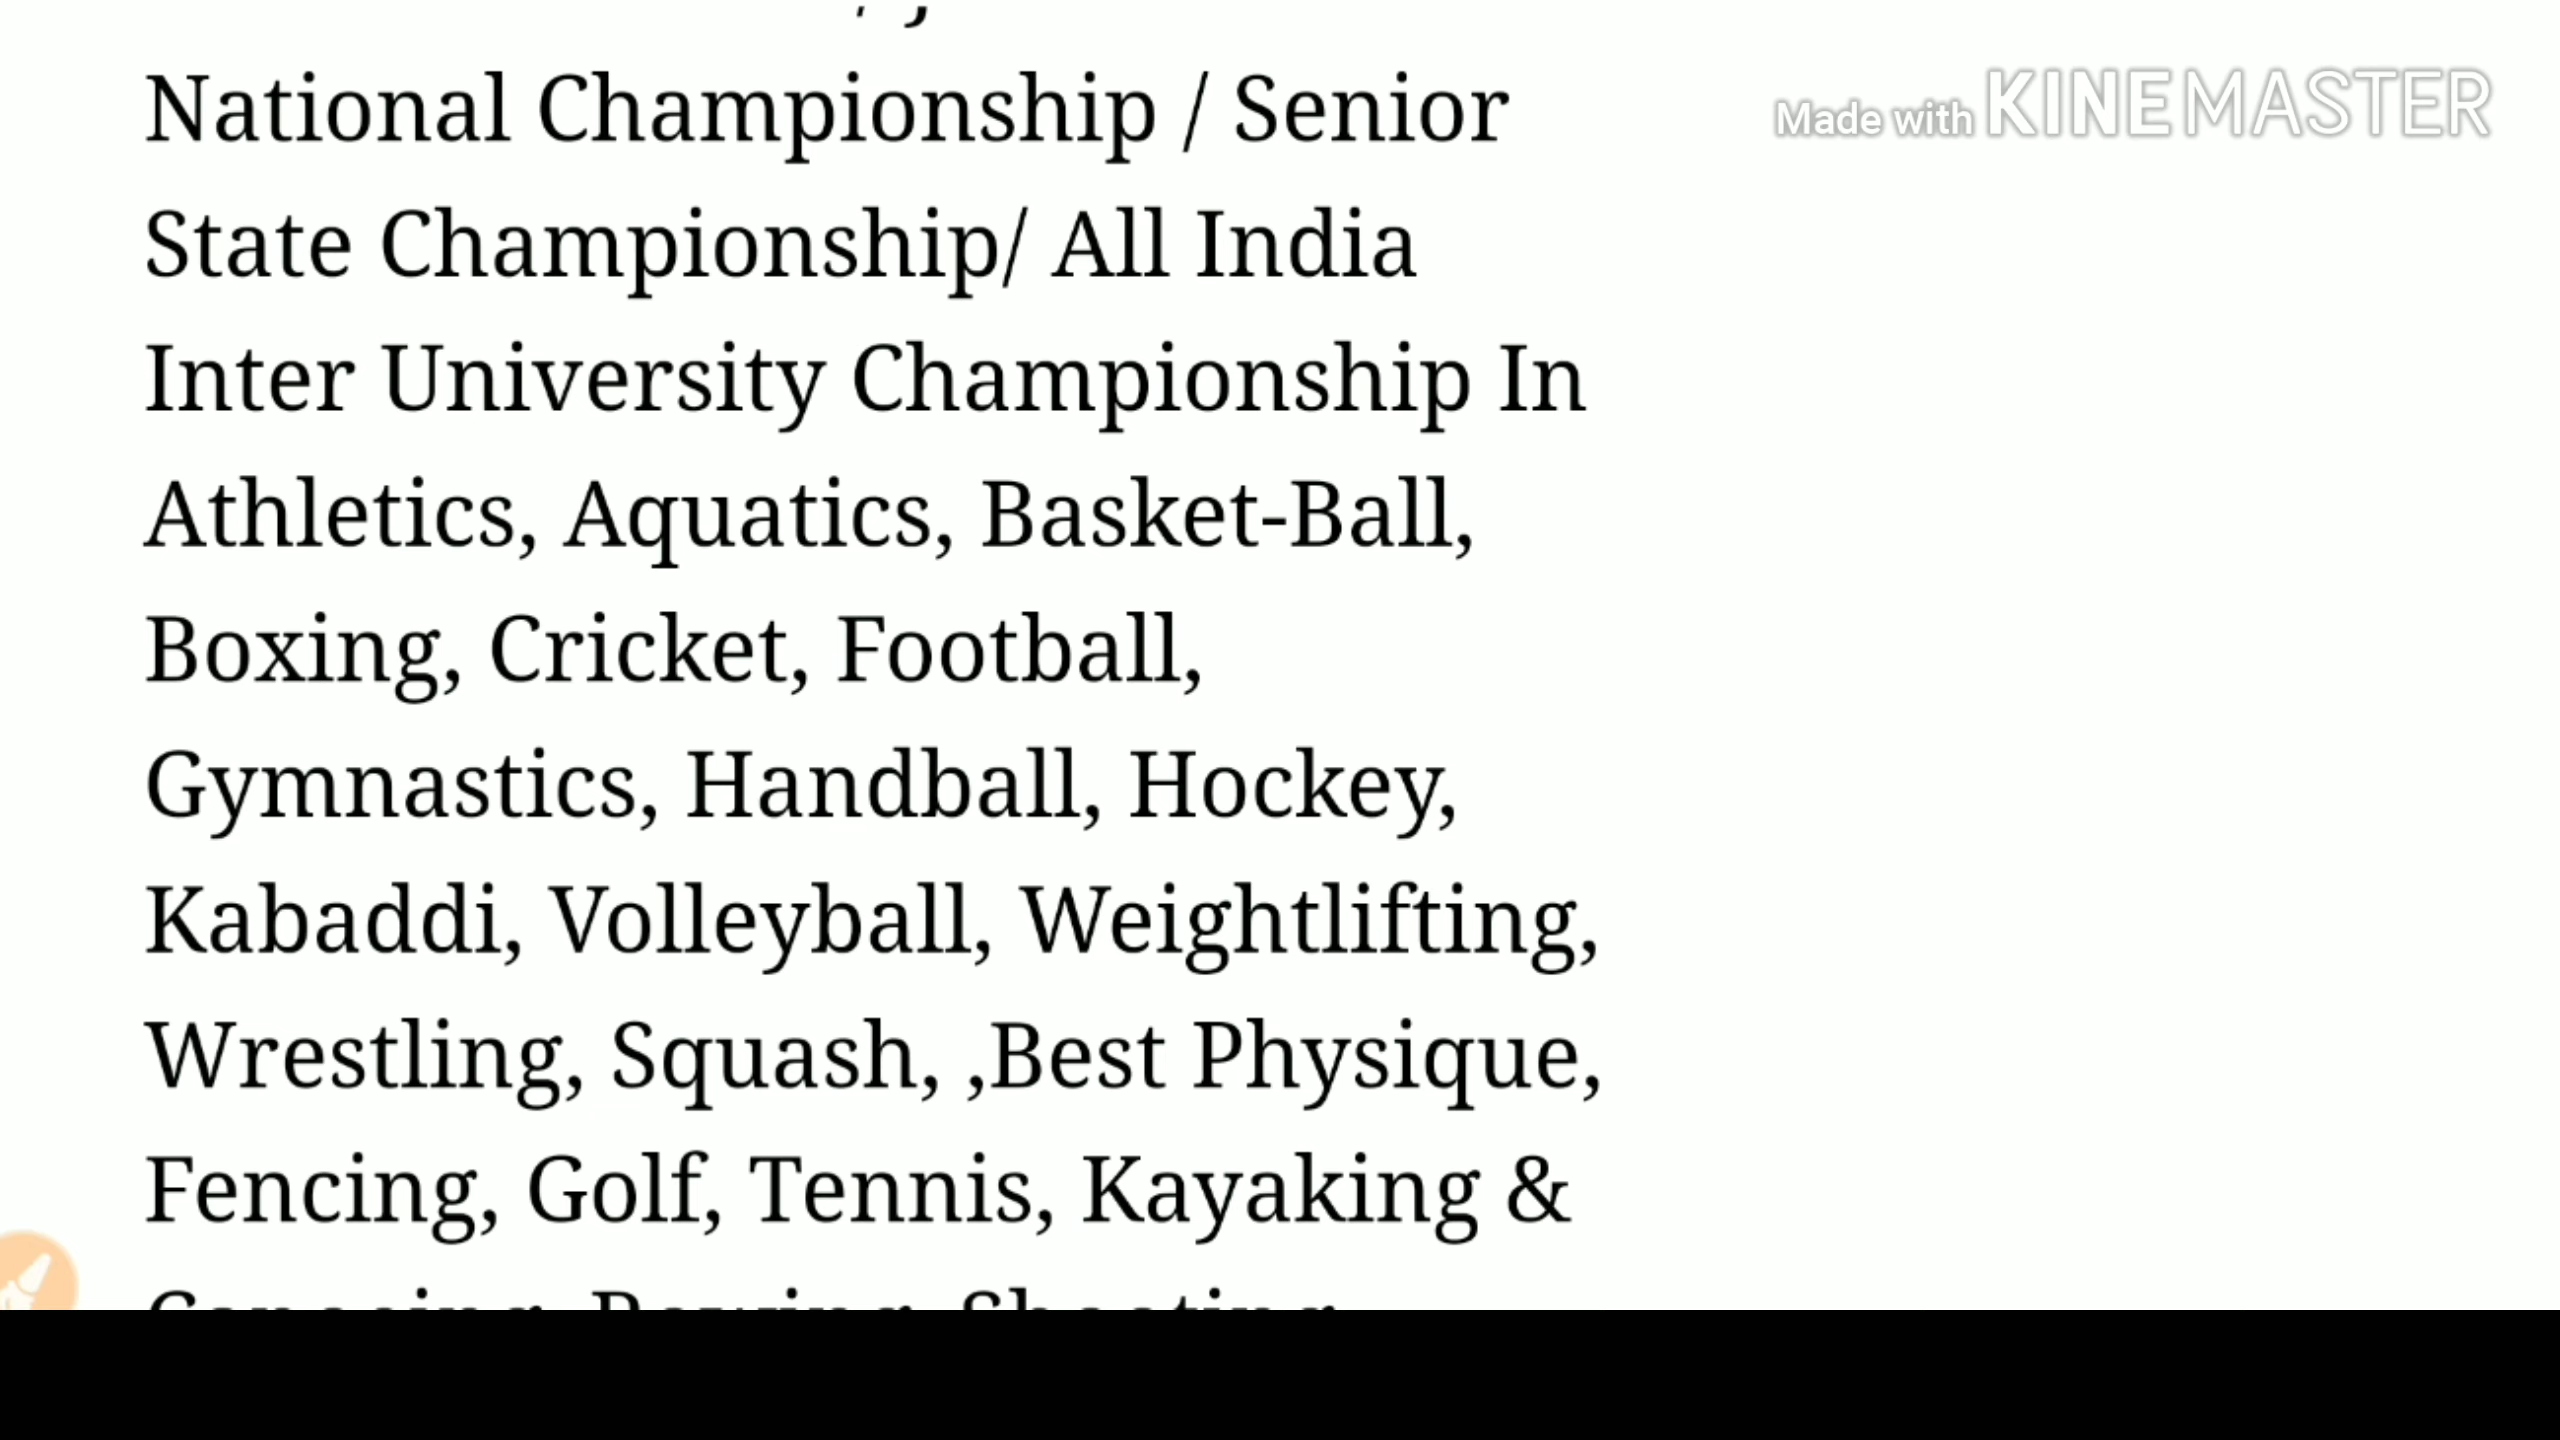 National Championship / Senior
Made with KINEMASTER
State Championship/ All India
Inter University Championship In
Athletics, Aquatics, Basket-Ball,
Boxing, Cricket, Football,
Gymnastics, Handball, Hockey,
Kabaddi, Volleyball, Weightlifting,
Wrestling, Squash, ,Best Physique,
Fencing, Golf, Tennis, Kayaking &